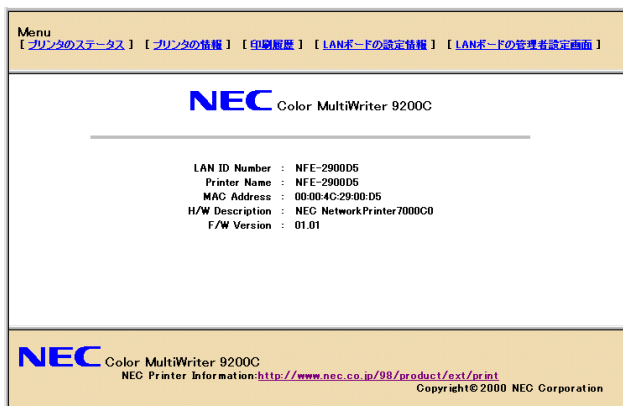 Menu
【 プリンタのステータス 】 【 プリンタの情報 】 【 印刷履歴 】 【 LANボードの設定情報 】 【 LANボードの管理者設定画面 】
NEC Color MultiWriter 9200C
LAN ID Number : NFE-2900D5
Printer Name : NFE-2900D5
MAC Address : 00:00:4C:29:00:D5
H/W Description : NEC NetworkPrinter7000C0
F/W Version : 01.01
NEC Color MultiWriter 9200C
NEC Printer Information:http://www.nec.co.jp/98/product/ext/print
Copyright©2000 NEC Corporation